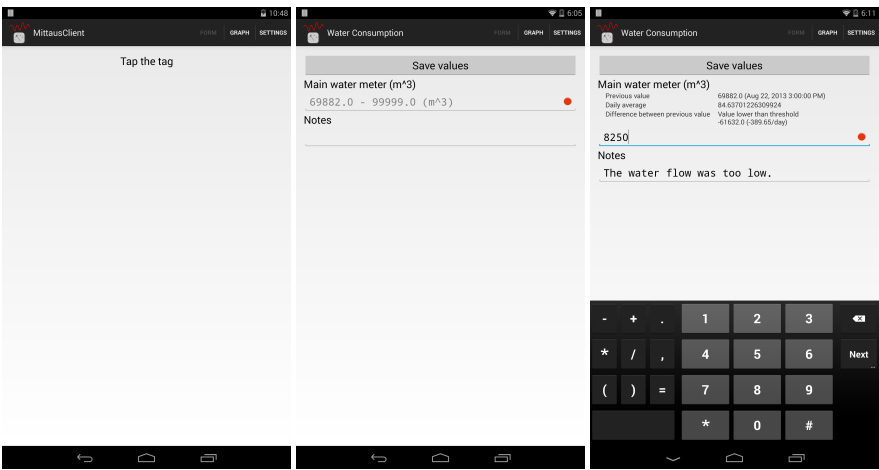 10:48
MittausClient
FORM GRAPH SETTINGS
Tap the tag
6:05
Water Consumption
FORM GRAPH SETTINGS
Save values
Main water meter (m^3)
69882.0 - 99999.0 (m^3)
Notes
6:11
Water Consumption
FORM GRAPH SETTINGS
Save values
Main water meter (m^3)
Previous value 69882.0 (Aug 22, 2013 3:00:00 PM)
Daily average 84.63701226309924
Difference between previous value Value lower than threshold
-61632.0 (-389.65/day)
8250
Notes
The water flow was too low.
- + . 1 2 3
* / , 4 5 6 Next
( ) = 7 8 9
* 0 #